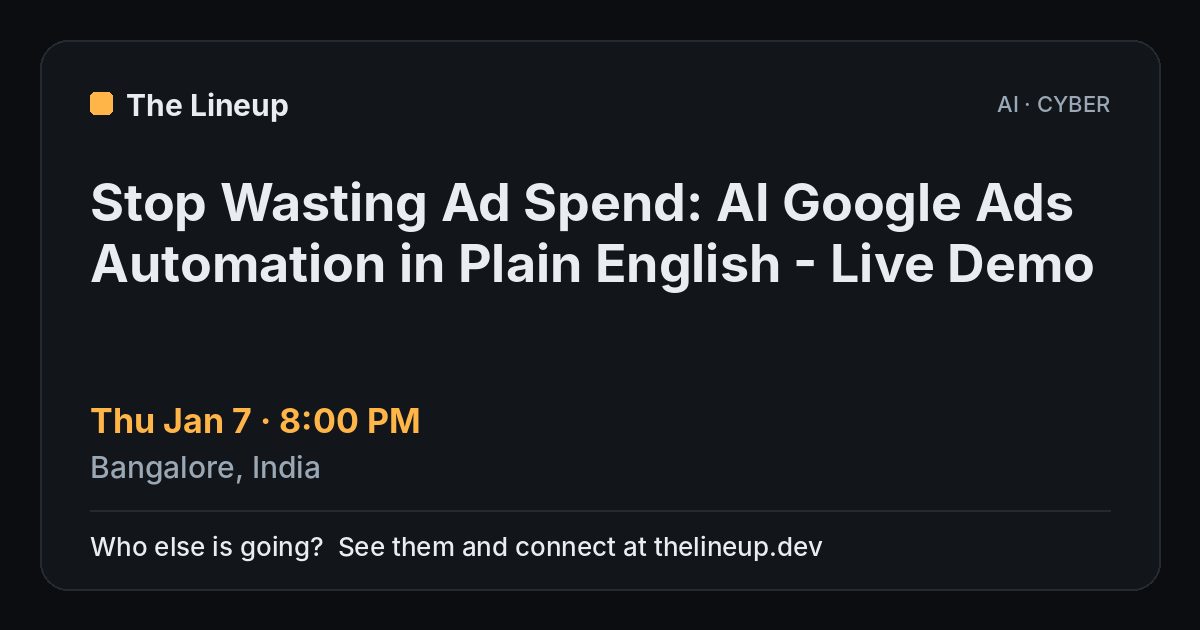 The Lineup
AI · CYBER
Stop Wasting Ad Spend: AI Google Ads
Automation in Plain English - Live Demo
Thu Jan 7 · 8:00 PM
Bangalore, India
Who else is going? See them and connect at thelineup.dev